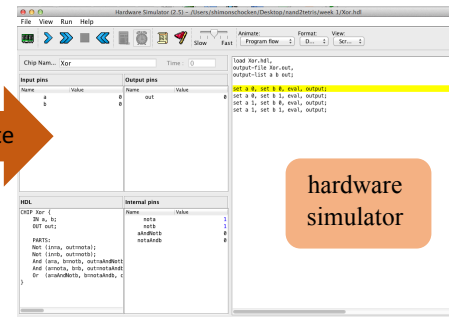 Hardware Simulator (2.5) – /Users/shimonschocken/Desktop/nand2tetris/week 1/Xor.hdl
File View Run Help
Slow Fast
Animate:
Program flow
Format:
D...
View:
Scr...
Chip Nam... Xor
Time : 0
Input pins
Name Value
a 0
b 0
Output pins
Name Value
out 0
HDL
CHIP Xor {
IN a, b;
OUT out;
PARTS:
Not (in=a, out=nota);
Not (in=b, out=notb);
And (a=a, b=notb, out=aAndNotb
And (a=nota, b=b, out=notaAndb
Or (a=aAndNotb, b=notaAndb, o
}
Internal pins
Name Value
nota 1
notb 1
aAndNotb 0
notaAndb 0
load Xor.hdl,
output-file Xor.out,
output-list a b out;
set a 0, set b 0, eval, output;
set a 0, set b 1, eval, output;
set a 1, set b 0, eval, output;
set a 1, set b 1, eval, output;
hardware
simulator